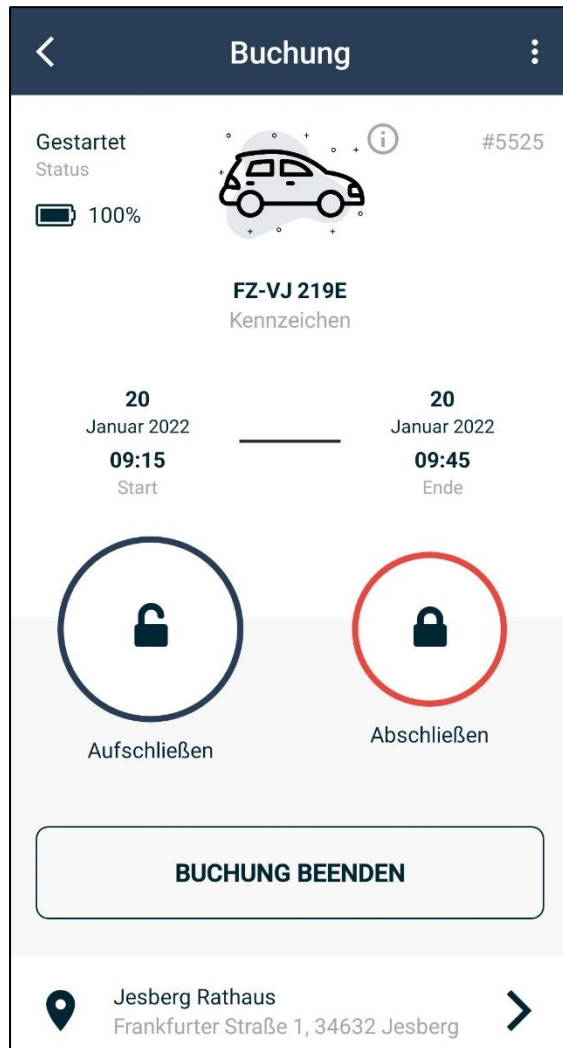 Buchung
Gestartet
#5525
Status
100%
FZ-VJ 219E
Kennzeichen
20
Januar 2022
09:15
Start
20
Januar 2022
09:45
Ende
Aufschließen
Abschließen
BUCHUNG BEENDEN
Jesberg Rathaus
Frankfurter Straße 1, 34632 Jesberg